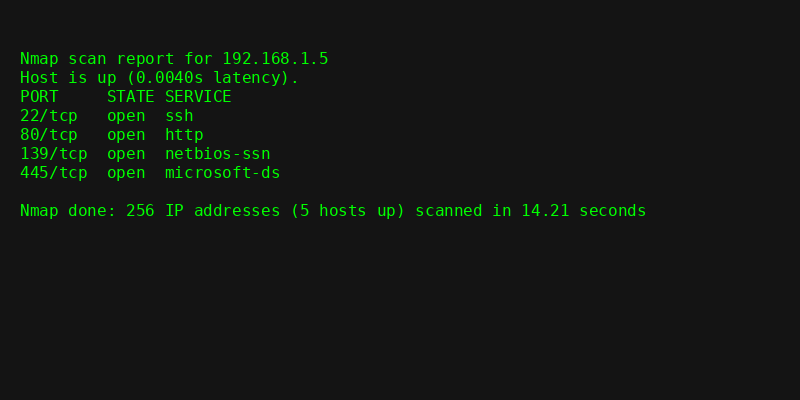 Nmap scan report for 192.168.1.5
Host is up (0.0040s latency).
PORT     STATE SERVICE
22/tcp   open  ssh
80/tcp   open  http
139/tcp  open  netbios-ssn
445/tcp  open  microsoft-ds
Nmap done: 256 IP addresses (5 hosts up) scanned in 14.21 seconds